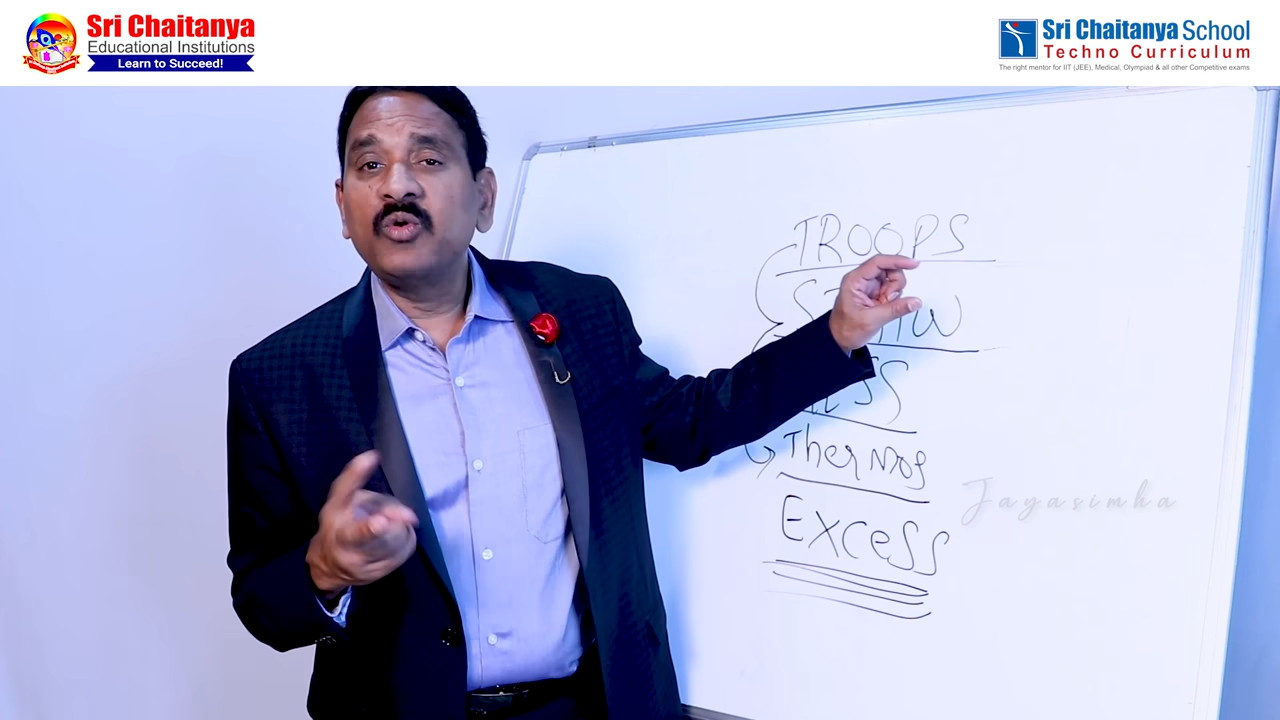 Sri Chaitanya
Educational Institutions
Learn to Succeed!
Sri Chaitanya School
Techno Curriculum
The right mentor for IIT (JEE), Medical, Olympiad & all other Competitive exams
TROOPS
Thermos
Excess
Jayasimha